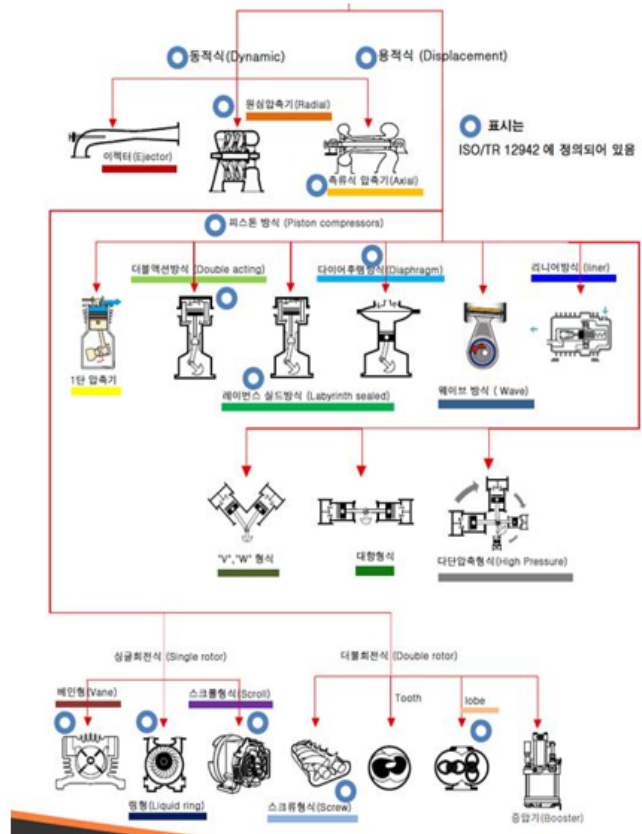 동적식(Dynamic)
용적식 (Displacement)
원심압축기(Radial)
표시는
ISO/TR 12942 에 정의되어 있음
이젝터(Ejector)
축류식 압축기(Axial)
피스톤 방식 (Piston compressors)
더블액션방식 (Double acting)
다이어후램방식(Diaphragm)
리니어방식 (liner)
1단 압축기
레이번스 실드방식 (Labyrinth sealed)
웨이브 방식 ( Wave)
"V","W" 형식
대향형식
다단압축형식(High Pressure)
싱글회전식 (Single rotor)
더블회전식 (Double rotor)
베인형(Vane)
스크롤형식(Scroll)
Tooth
lobe
링형(Liquid ring)
스크류형식(Screw)
증압기(Booster)